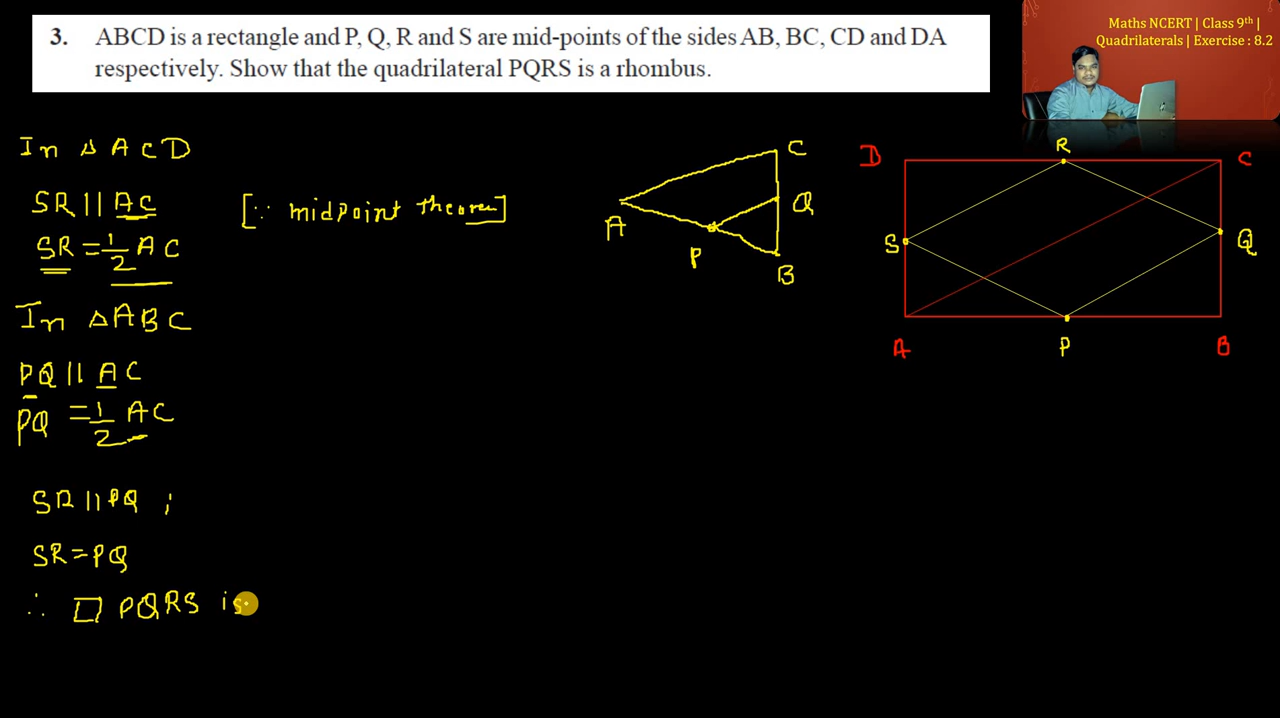 3. ABCD is a rectangle and P, Q, R and S are mid-points of the sides AB, BC, CD and DA
respectively. Show that the quadrilateral PQRS is a rhombus.
Maths NCERT | Class 9th |
Quadrilaterals | Exercise : 8.2
In △ ACD
SR || AC [∵ midpoint theorem]
SR = 1/2 AC
In △ ABC
PQ || AC
PQ = 1/2 AC
SR || PQ ;
SR = PQ
∴ □ PQRS is
C
A
Q
P
B
D
R
C
S
Q
A
P
B